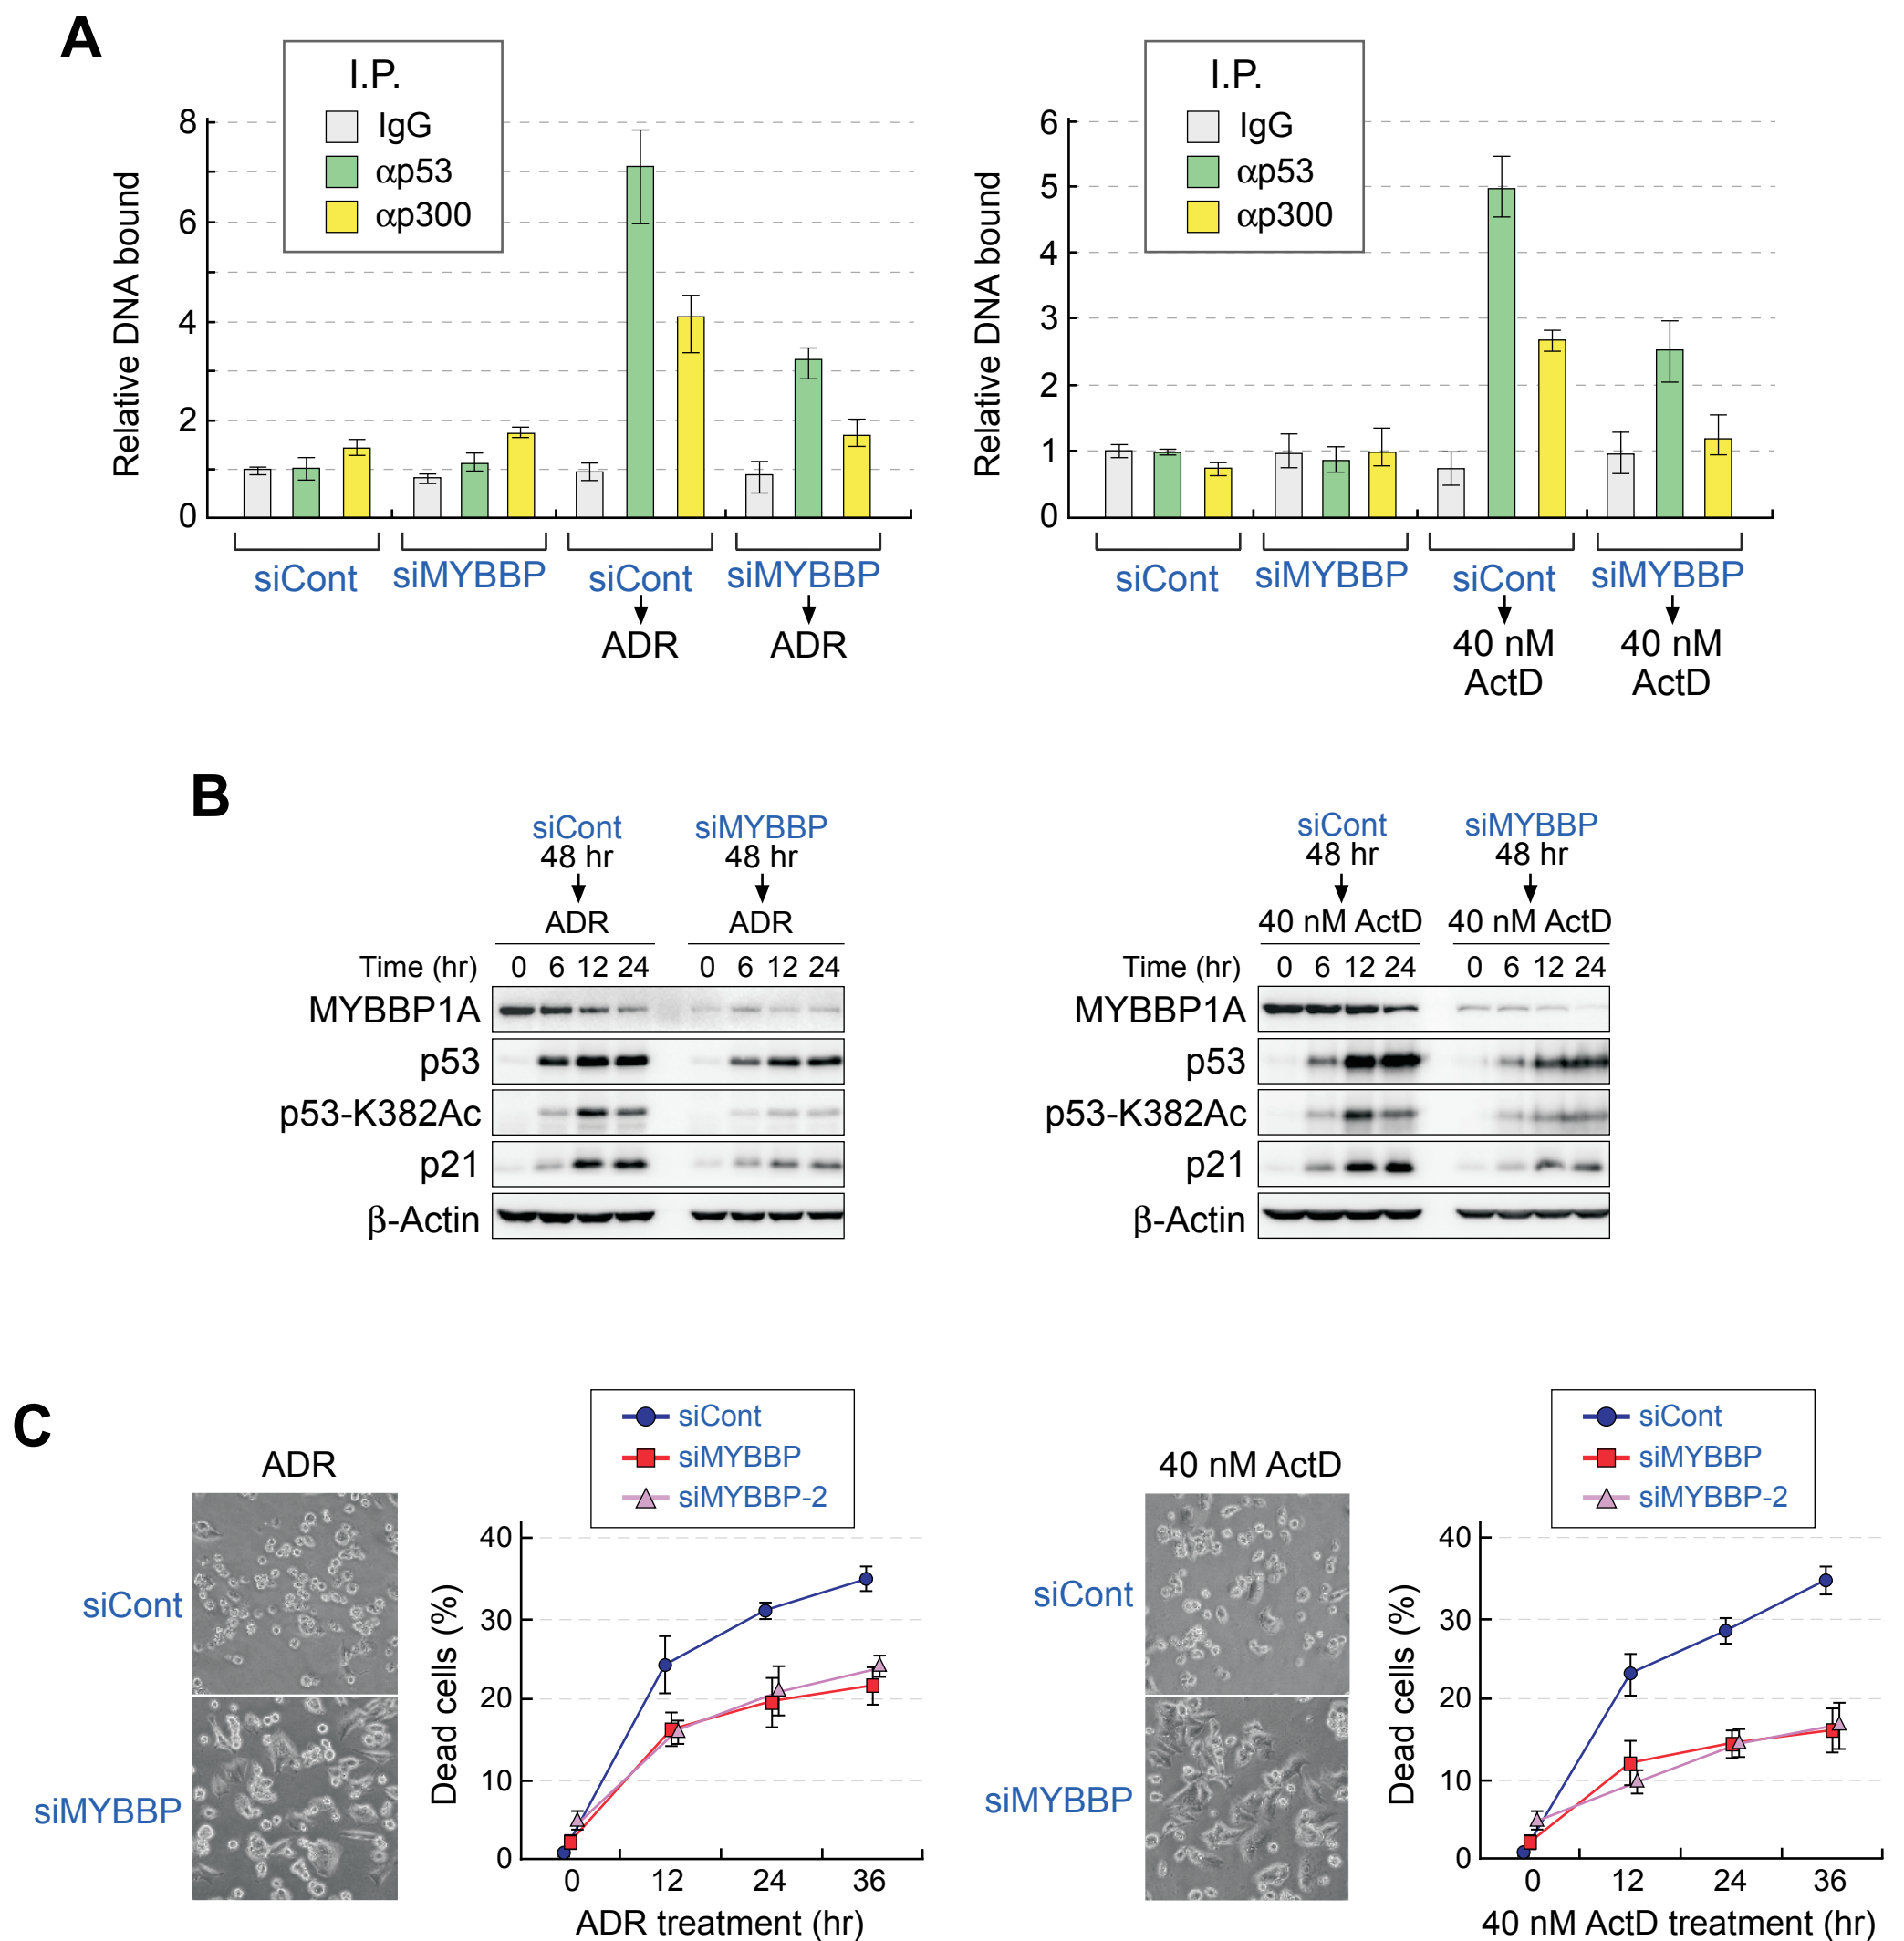 A
I.P.
IgG
αp53
αp300
Relative DNA bound
8
6
4
2
0
siCont siMYBBP siCont siMYBBP
ADR ADR
I.P.
IgG
αp53
αp300
Relative DNA bound
6
5
4
3
2
1
0
siCont siMYBBP siCont siMYBBP
40 nM 40 nM
ActD ActD
B
siCont siMYBBP
48 hr 48 hr
ADR ADR
Time (hr) 0 6 12 24 0 6 12 24
MYBBP1A
p53
p53-K382Ac
p21
β-Actin
siCont siMYBBP
48 hr 48 hr
40 nM ActD 40 nM ActD
Time (hr) 0 6 12 24 0 6 12 24
MYBBP1A
p53
p53-K382Ac
p21
β-Actin
C
ADR
siCont
siMYBBP
siCont
siMYBBP
siMYBBP-2
Dead cells (%)
40
30
20
10
0
0 12 24 36
ADR treatment (hr)
40 nM ActD
siCont
siMYBBP
siCont
siMYBBP
siMYBBP-2
Dead cells (%)
40
30
20
10
0
0 12 24 36
40 nM ActD treatment (hr)